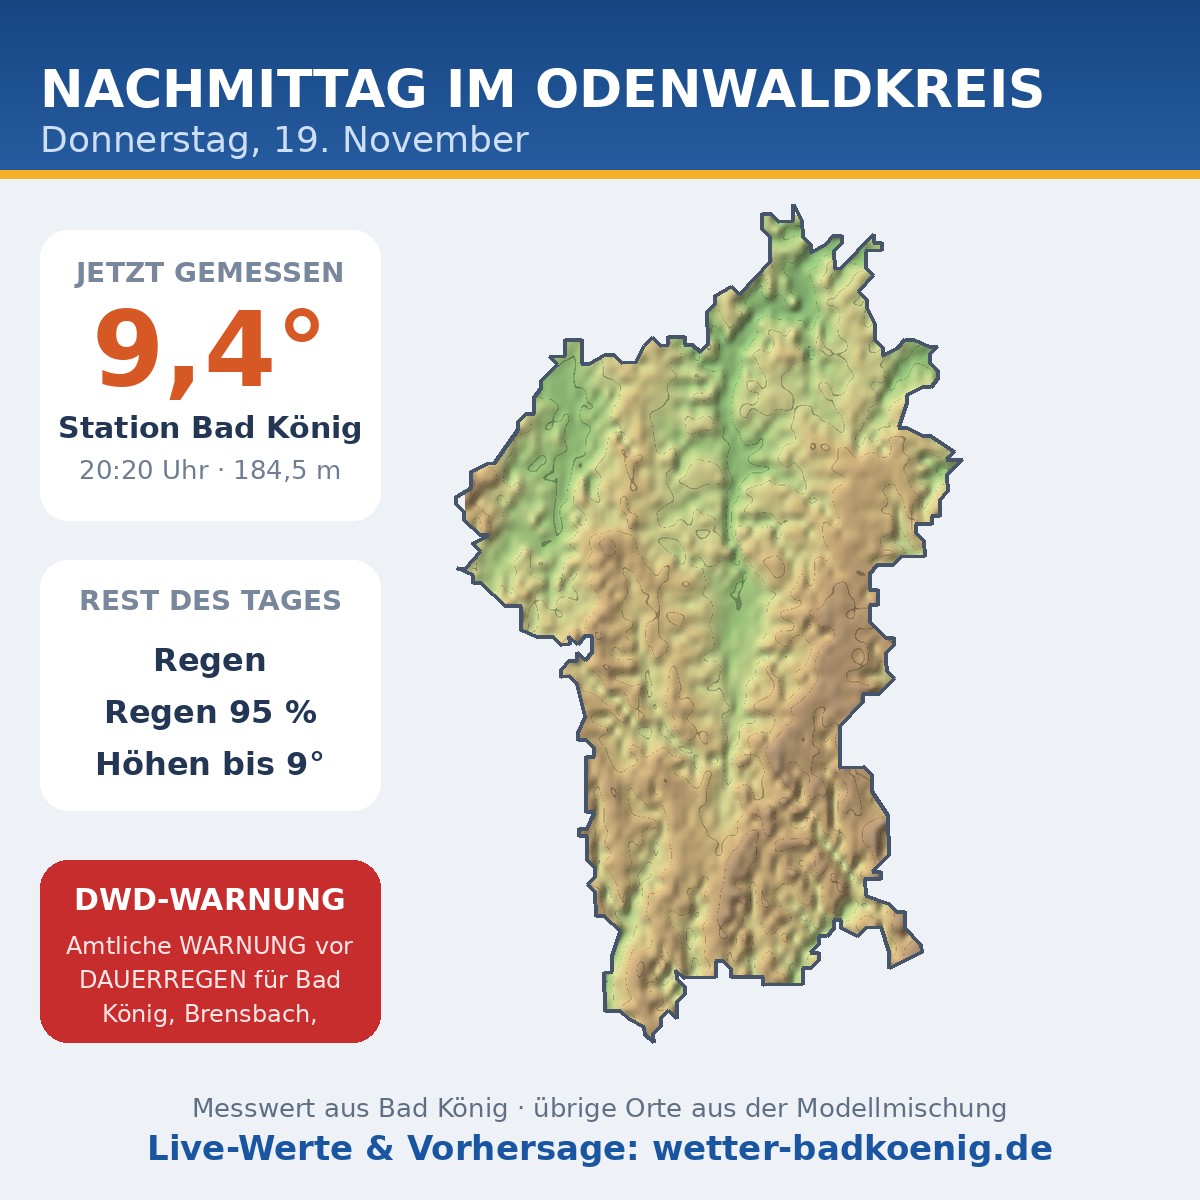 NACHMITTAG IM ODENWALDKREIS
Donnerstag, 19. November
JETZT GEMESSEN
9,4°
Station Bad König
20:20 Uhr · 184,5 m
REST DES TAGES
Regen
Regen 95 %
Höhen bis 9°
DWD-WARNUNG
Amtliche WARNUNG vor
DAUERREGEN für Bad
König, Brensbach,
Messwert aus Bad König · übrige Orte aus der Modellmischung
Live-Werte & Vorhersage: wetter-badkoenig.de